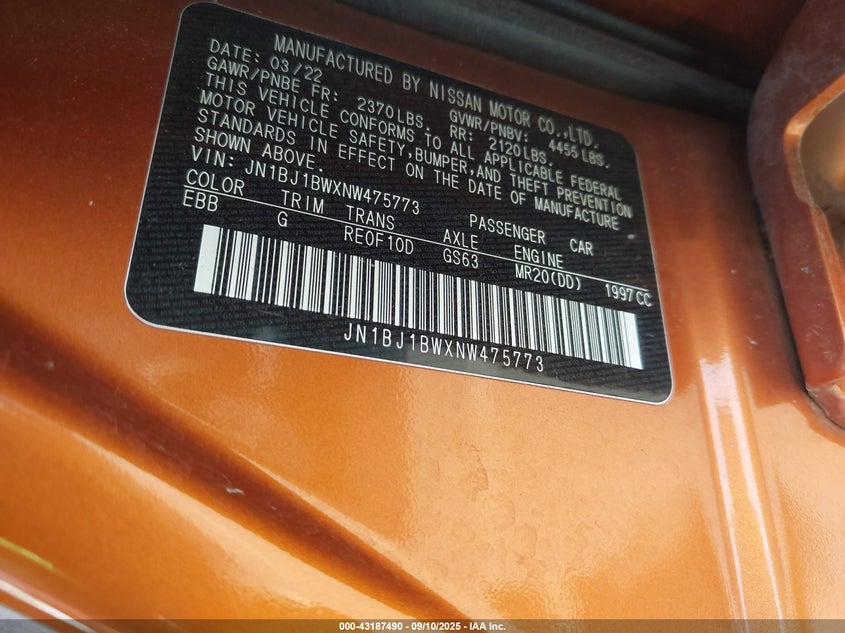 MANUFACTURED BY NISSAN MOTOR CO.,LTD.
DATE: 03/22 GVWR/PNBV: 4455 LBS.
GAWR/PNBE FR: 2370LBS. RR: 2120LBS.
THIS VEHICLE CONFORMS TO ALL APPLICABLE FEDERAL
MOTOR VEHICLE SAFETY,BUMPER,AND THEFT PREVENTION
STANDARDS IN EFFECT ON THE DATE OF MANUFACTURE
SHOWN ABOVE.
VIN: JN1BJ1BWXNW475773 PASSENGER CAR
COLOR TRIM TRANS AXLE ENGINE
EBB G RE0F10D GS63 MR20(DD) 1997CC
JN1BJ1BWXNW475773
000-43187490 - 09/10/2025 - IAA Inc.